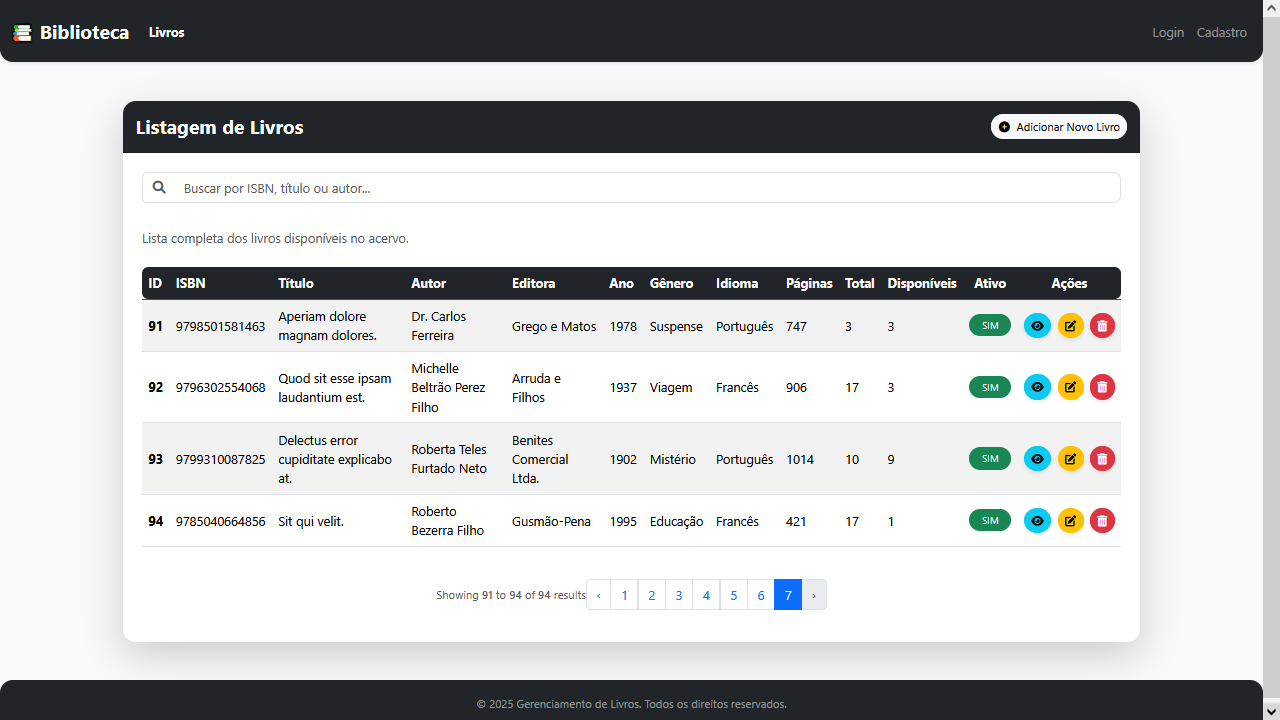 Biblioteca Livros Login Cadastro
Listagem de Livros Adicionar Novo Livro
Buscar por ISBN, título ou autor...
Lista completa dos livros disponíveis no acervo.
ID ISBN Título Autor Editora Ano Gênero Idioma Páginas Total Disponíveis Ativo Ações
91 9798501581463 Aperiam dolore magnam dolores. Dr. Carlos Ferreira Grego e Matos 1978 Suspense Português 747 3 3 SIM
92 9796302554068 Quod sit esse ipsam laudantium est. Michelle Beltrão Perez Filho Arruda e Filhos 1937 Viagem Francês 906 17 3 SIM
93 9799310087825 Delectus error cupiditate explicabo at. Roberta Teles Furtado Neto Benites Comercial Ltda. 1902 Mistério Português 1014 10 9 SIM
94 9785040664856 Sit qui velit. Roberto Bezerra Filho Gusmão-Pena 1995 Educação Francês 421 17 1 SIM
Showing 91 to 94 of 94 results ‹ 1 2 3 4 5 6 7 ›
© 2025 Gerenciamento de Livros. Todos os direitos reservados.